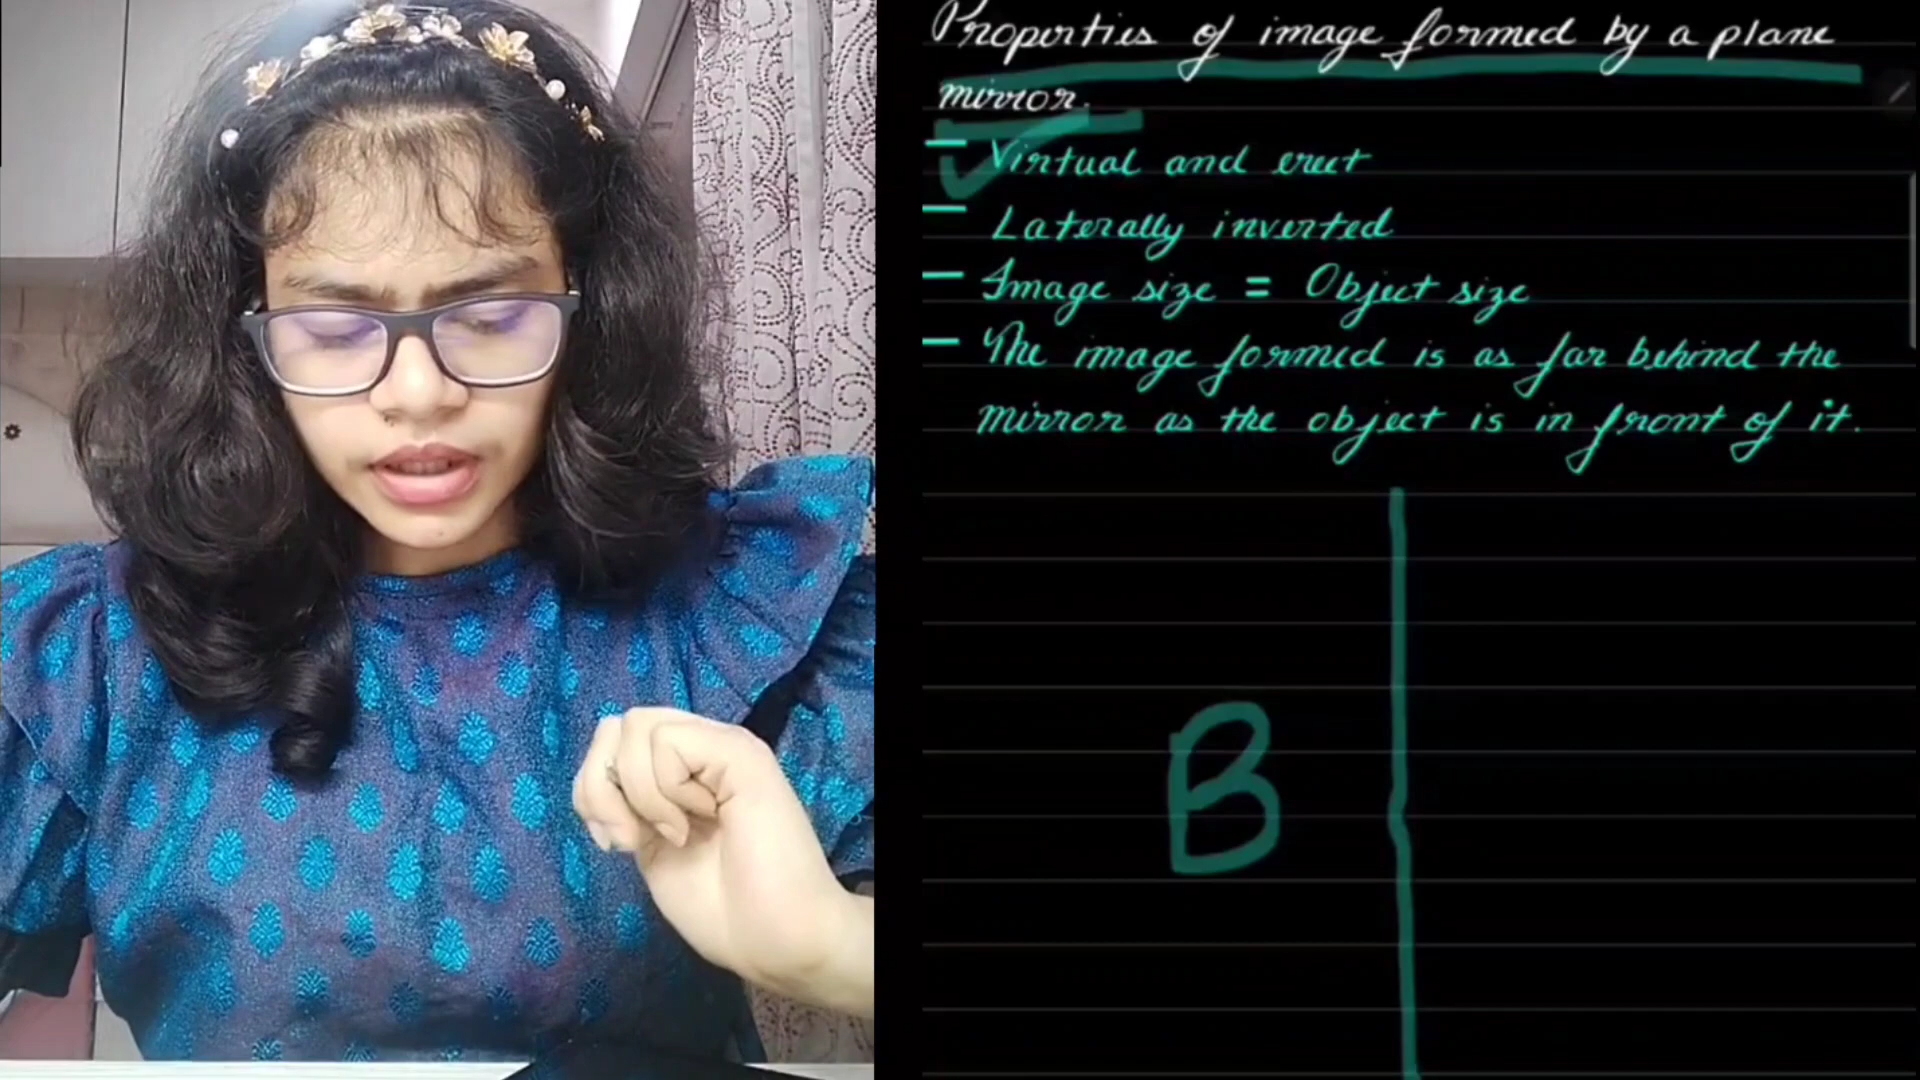 Properties of image formed by a plane
mirror.
- Virtual and erect
- Laterally inverted
- Image size = Object size
- The image formed is as far behind the
mirror as the object is in front of it.
B